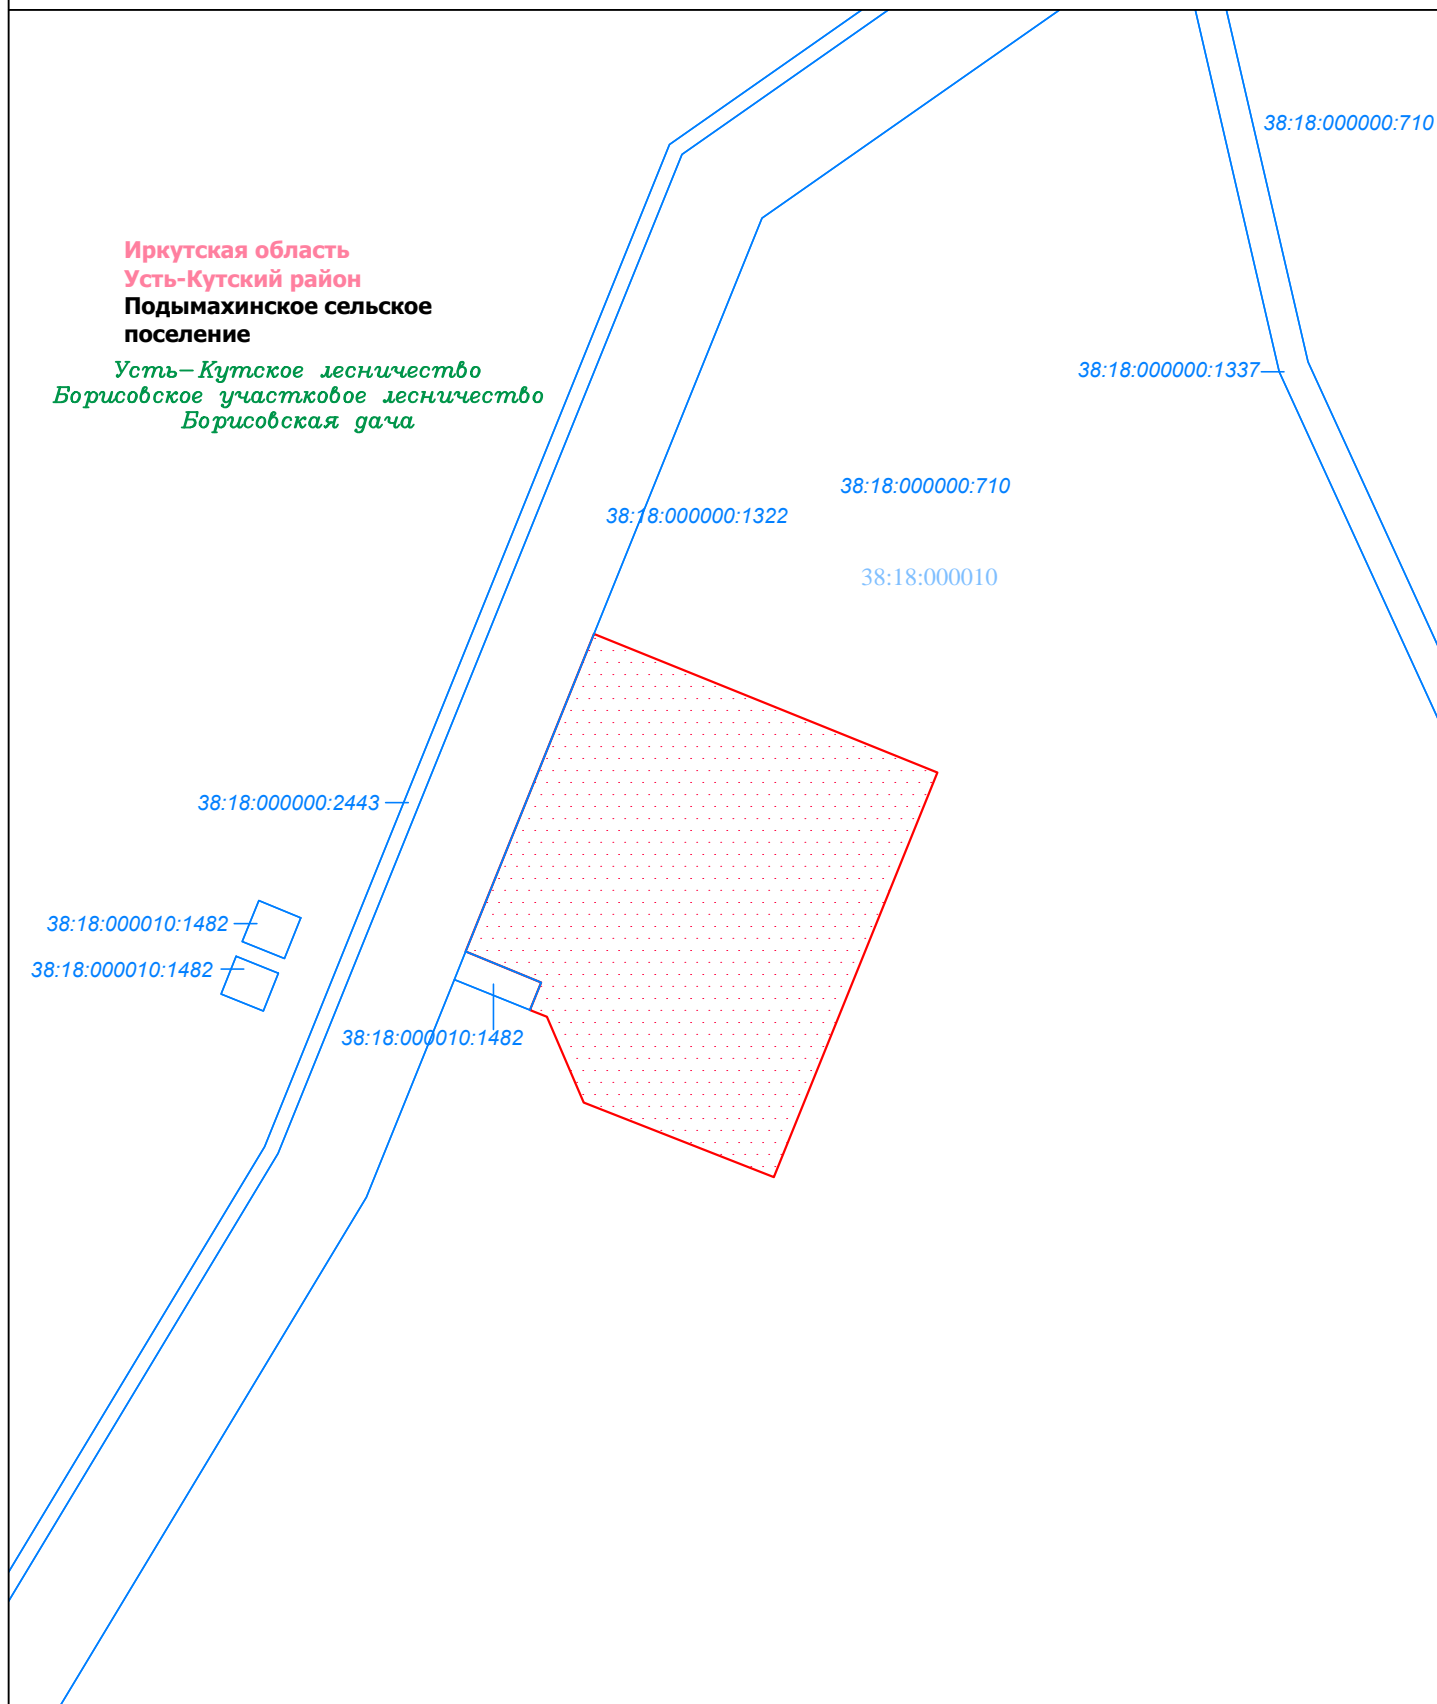 38:18:000000:710
Иркутская область
Усть-Кутский район
Подымахинское сельское
поселение
Усть-Кутское лесничество
Борисовское участковое лесничество
Борисовская дача
38:18:000000:1337
38:18:000000:710
38:18:000000:1322
38:18:000010
38:18:000000:2443
38:18:000010:1482
38:18:000010:1482
38:18:000010:1482